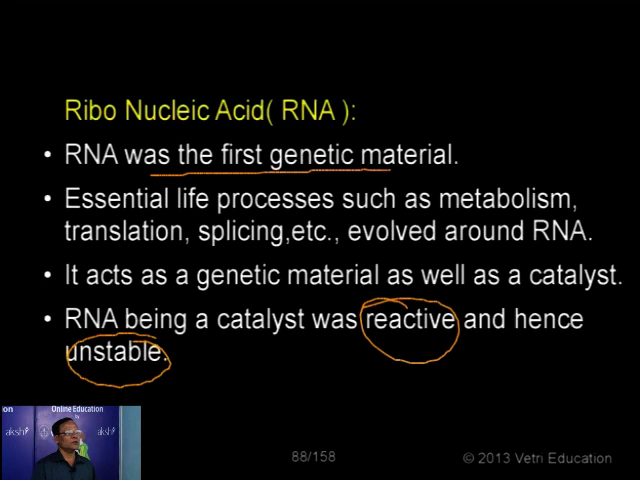 Ribo Nucleic Acid( RNA ):
• RNA was the first genetic material.
• Essential life processes such as metabolism,
translation, splicing,etc., evolved around RNA.
• It acts as a genetic material as well as a catalyst.
• RNA being a catalyst was reactive and hence
unstable.
Online Education
by
aksh
88/158
© 2013 Vetri Education